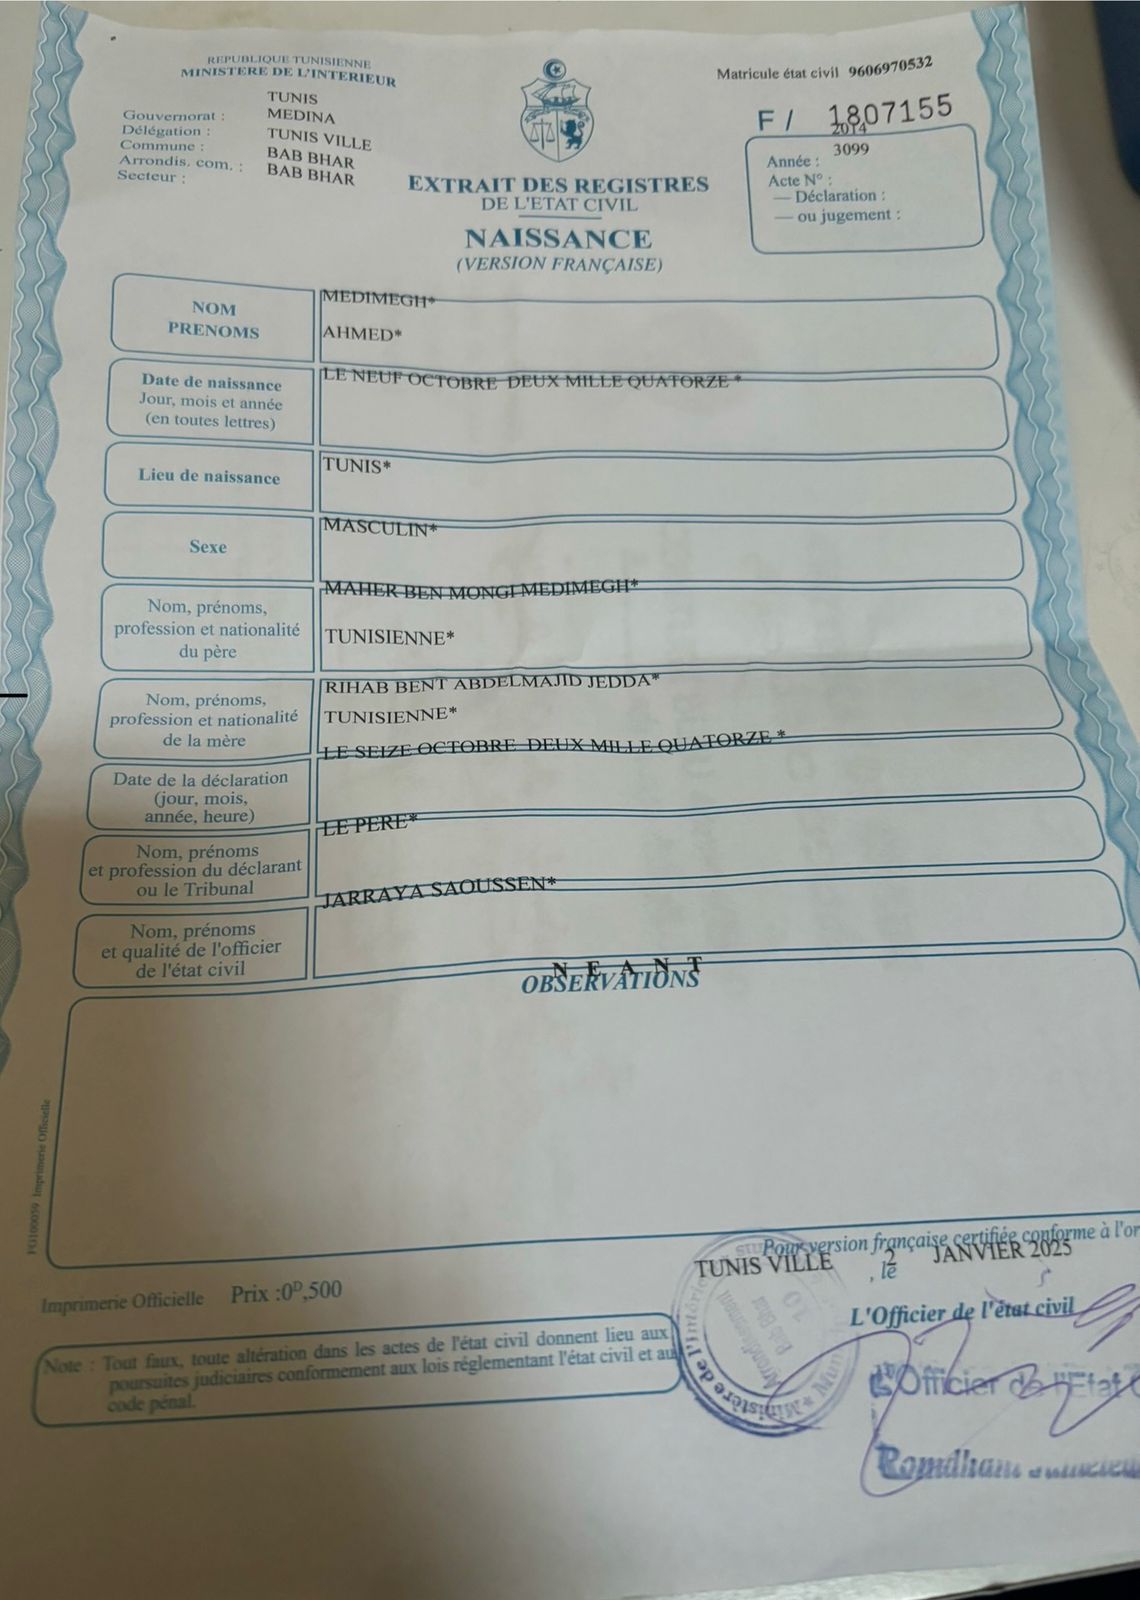 REPUBLIQUE TUNISIENNE
MINISTERE DE L'INTERIEUR
Gouvernorat : TUNIS
Délégation : MEDINA
Commune : TUNIS VILLE
Arrondis. com. : BAB BHAR
Secteur : BAB BHAR
Matricule état civil 9606970532
F / 1807155
Année : 2014
Acte N° : 3099
— Déclaration :
— ou jugement :
EXTRAIT DES REGISTRES
DE L'ETAT CIVIL
NAISSANCE
(VERSION FRANÇAISE)
NOM MEDIMEGH*
PRENOMS AHMED*
Date de naissance LE NEUF OCTOBRE DEUX MILLE QUATORZE *
Jour, mois et année
(en toutes lettres)
Lieu de naissance TUNIS*
Sexe MASCULIN*
Nom, prénoms, MAHER BEN MONGI MEDIMEGH*
profession et nationalité TUNISIENNE*
du père
Nom, prénoms, RIHAB BENT ABDELMAJID JEDDA*
profession et nationalité TUNISIENNE*
de la mère
Date de la déclaration LE SEIZE OCTOBRE DEUX MILLE QUATORZE *
(jour, mois,
année, heure)
Nom, prénoms LE PERE*
et profession du déclarant
ou le Tribunal
Nom, prénoms JARRAYA SAOUSSEN*
et qualité de l'officier
de l'état civil
N E A N T
OBSERVATIONS
PG100059 Imprimerie Officielle
Pour version française certifiée conforme à l'or
TUNIS VILLE , le 2 JANVIER 2025
Imprimerie Officielle Prix :0D,500
L'Officier de l'état civil
Note : Tout faux, toute altération dans les actes de l'état civil donnent lieu aux
poursuites judiciaires conformement aux lois réglementant l'état civil et au
code pénal.
Ministère de l'Intérieur
Arrondissement
Bab Bhar
10
L'Officier de l'Etat
Romdhani